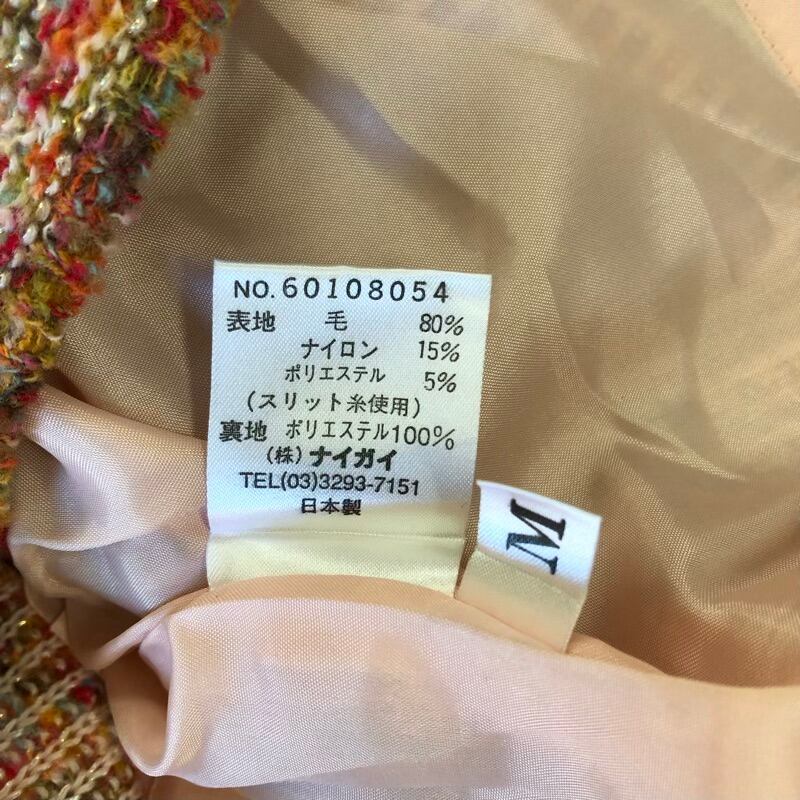 NO. 60108054
表地 毛 80%
ナイロン 15%
ポリエステル 5%
(スリット糸使用)
裏地 ポリエステル100%
(株) ナイガイ
TEL(03)3293-7151
日本製
M